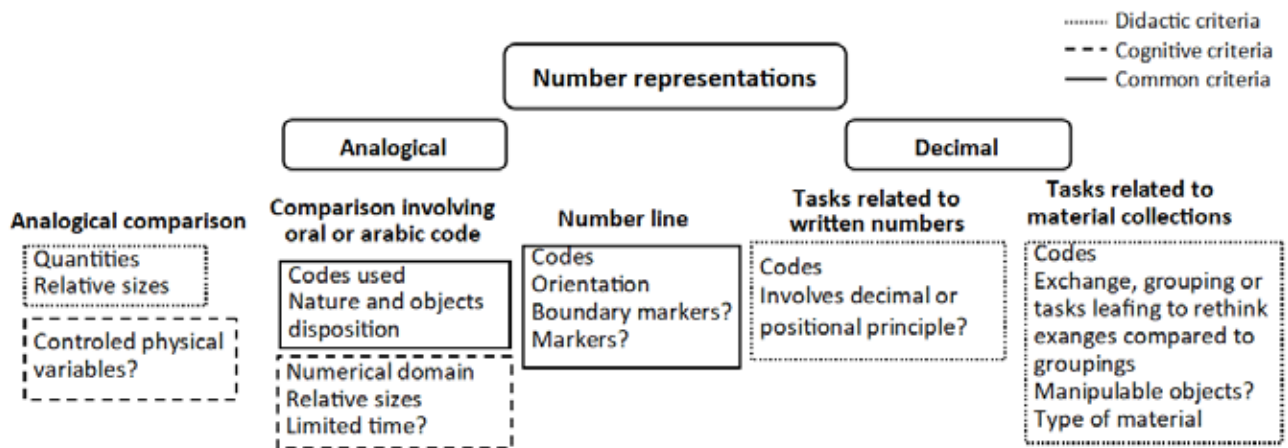 Didactic criteria
Cognitive criteria
Common criteria
Number representations
Analogical
Decimal
Analogical comparison
Quantities
Relative sizes
Controled physical
variables?
Comparison involving
oral or arabic code
Codes used
Nature and objects
disposition
Numerical domain
Relative sizes
Limited time?
Number line
Codes
Orientation
Boundary markers?
Markers?
Tasks related to
written numbers
Codes
Involves decimal or
positional principle?
Tasks related to
material collections
Codes
Exchange, grouping or
tasks leafing to rethink
exanges compared to
groupings
Manipulable objects?
Type of material